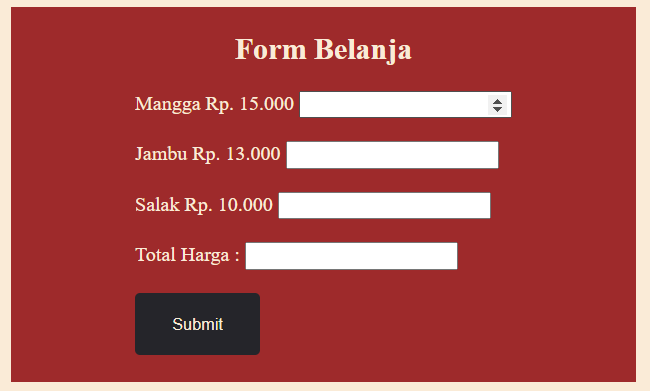 Form Belanja
Mangga Rp. 15.000
Jambu Rp. 13.000
Salak Rp. 10.000
Total Harga :
Submit